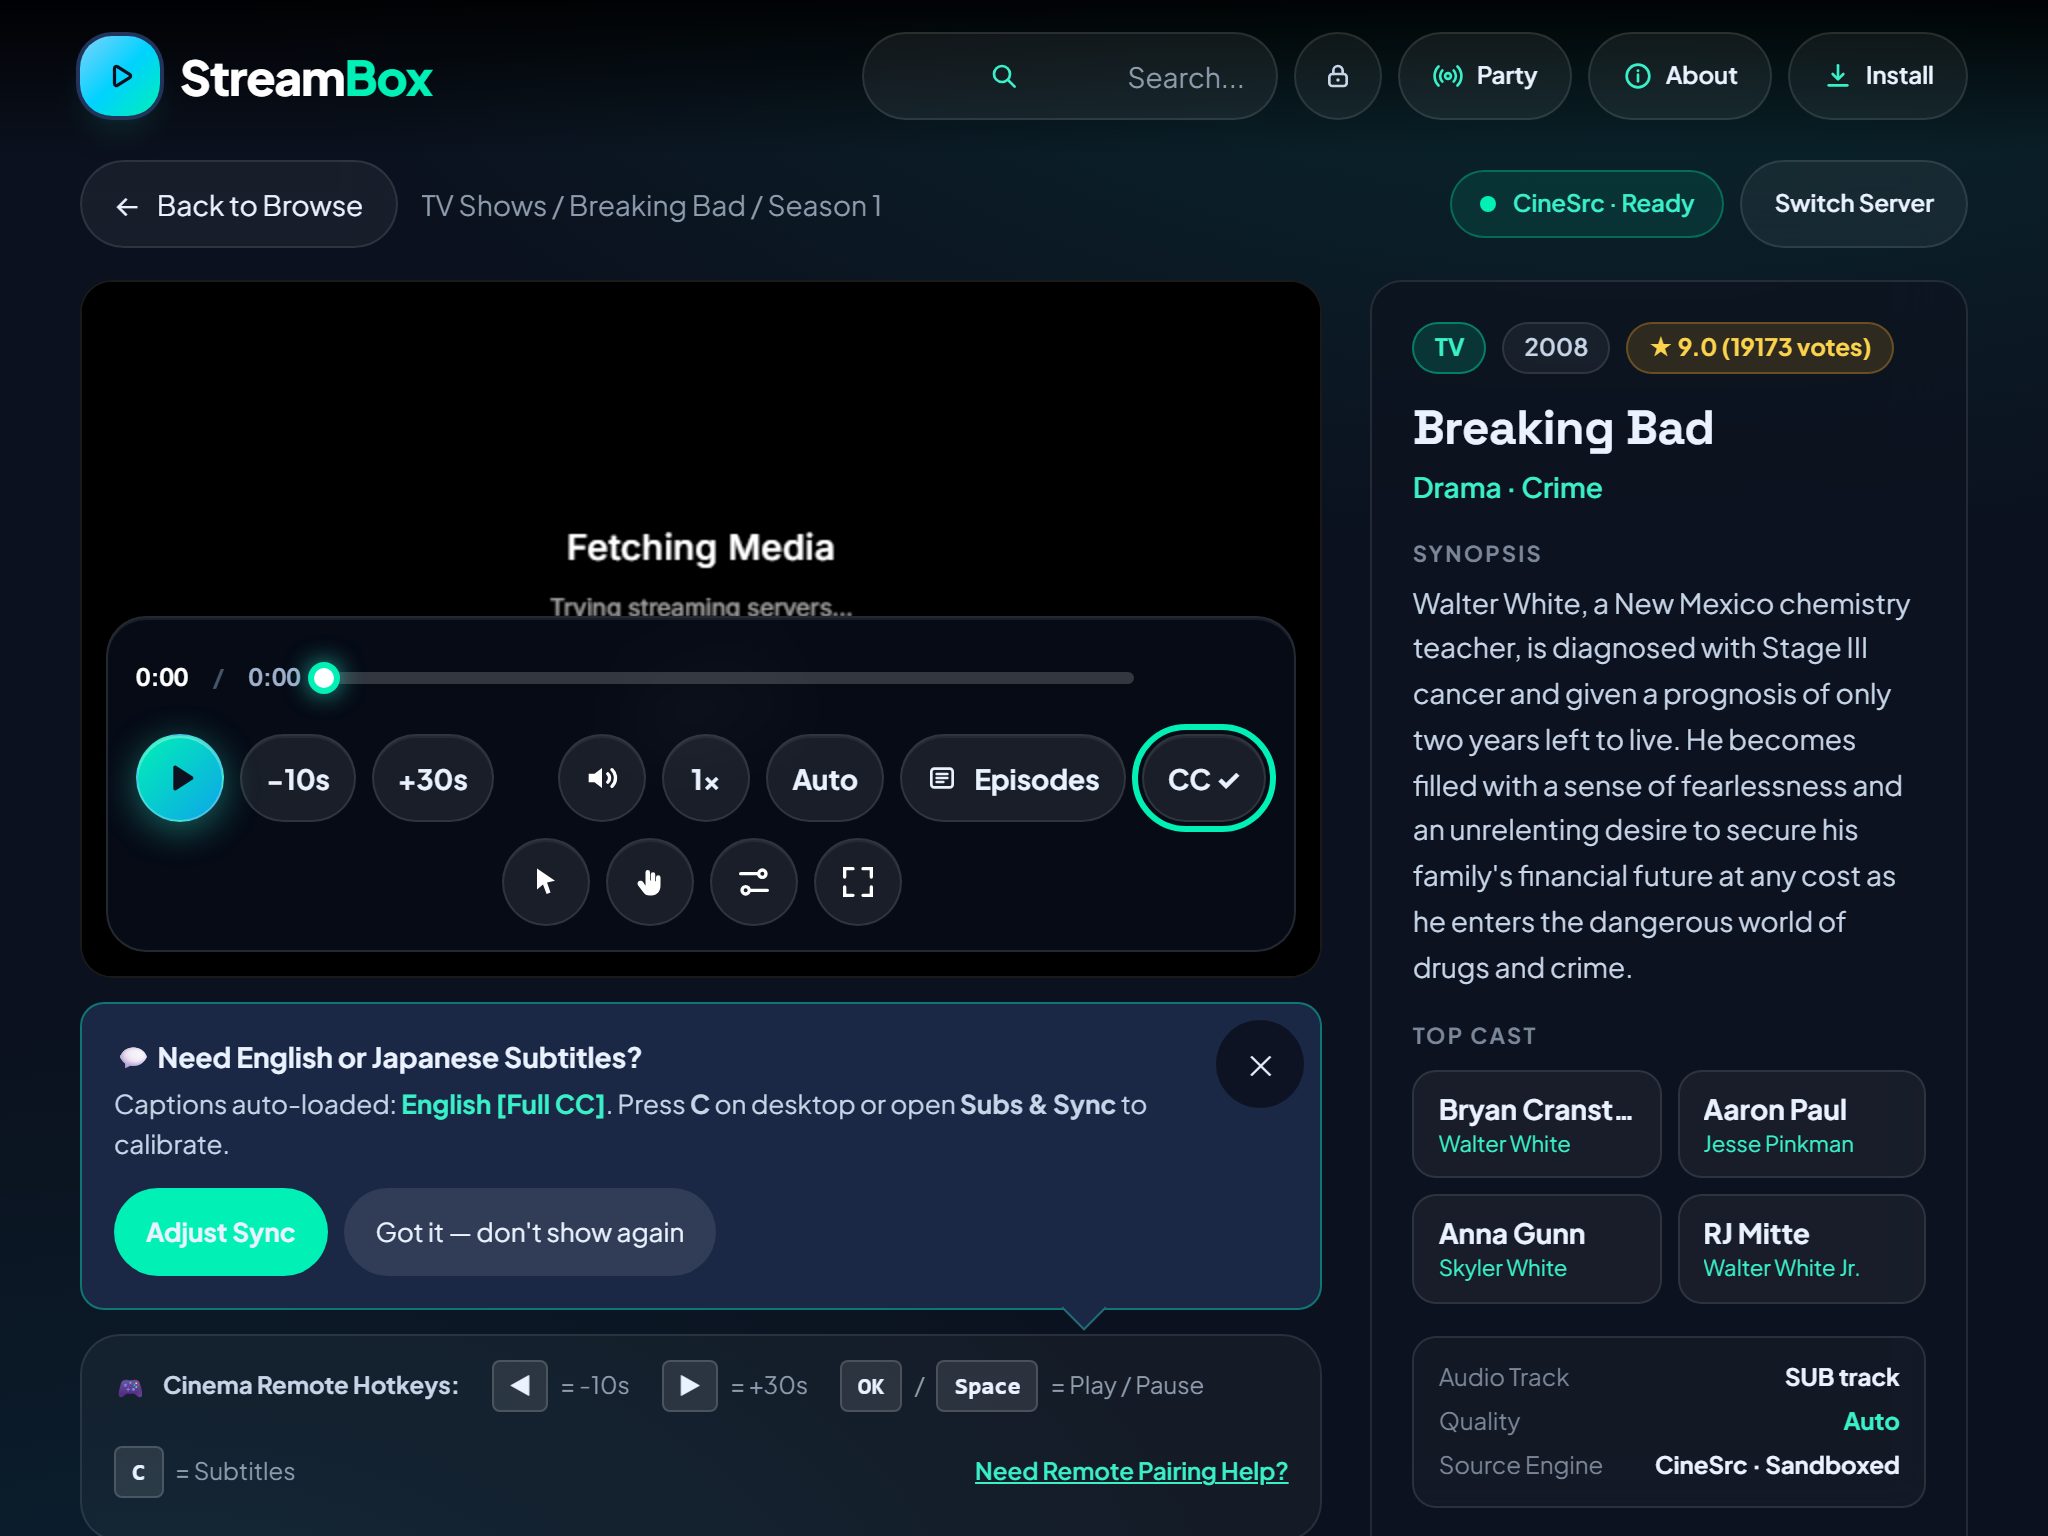 StreamBox
Search...
Party
About
Install
← Back to Browse
TV Shows / Breaking Bad / Season 1
CineSrc · Ready
Switch Server
Fetching Media
Trying streaming servers...
0:00 / 0:00
-10s
+30s
1×
Auto
Episodes
CC ✓
Need English or Japanese Subtitles?
Captions auto-loaded: English [Full CC]. Press C on desktop or open Subs & Sync to
calibrate.
Adjust Sync
Got it — don't show again
Cinema Remote Hotkeys: ◀ = -10s ▶ = +30s OK / Space = Play / Pause
C = Subtitles
Need Remote Pairing Help?
TV
2008
★ 9.0 (19173 votes)
Breaking Bad
Drama · Crime
SYNOPSIS
Walter White, a New Mexico chemistry
teacher, is diagnosed with Stage III
cancer and given a prognosis of only
two years left to live. He becomes
filled with a sense of fearlessness and
an unrelenting desire to secure his
family's financial future at any cost as
he enters the dangerous world of
drugs and crime.
TOP CAST
Bryan Cranst...
Walter White
Aaron Paul
Jesse Pinkman
Anna Gunn
Skyler White
RJ Mitte
Walter White Jr.
Audio Track SUB track
Quality Auto
Source Engine CineSrc · Sandboxed